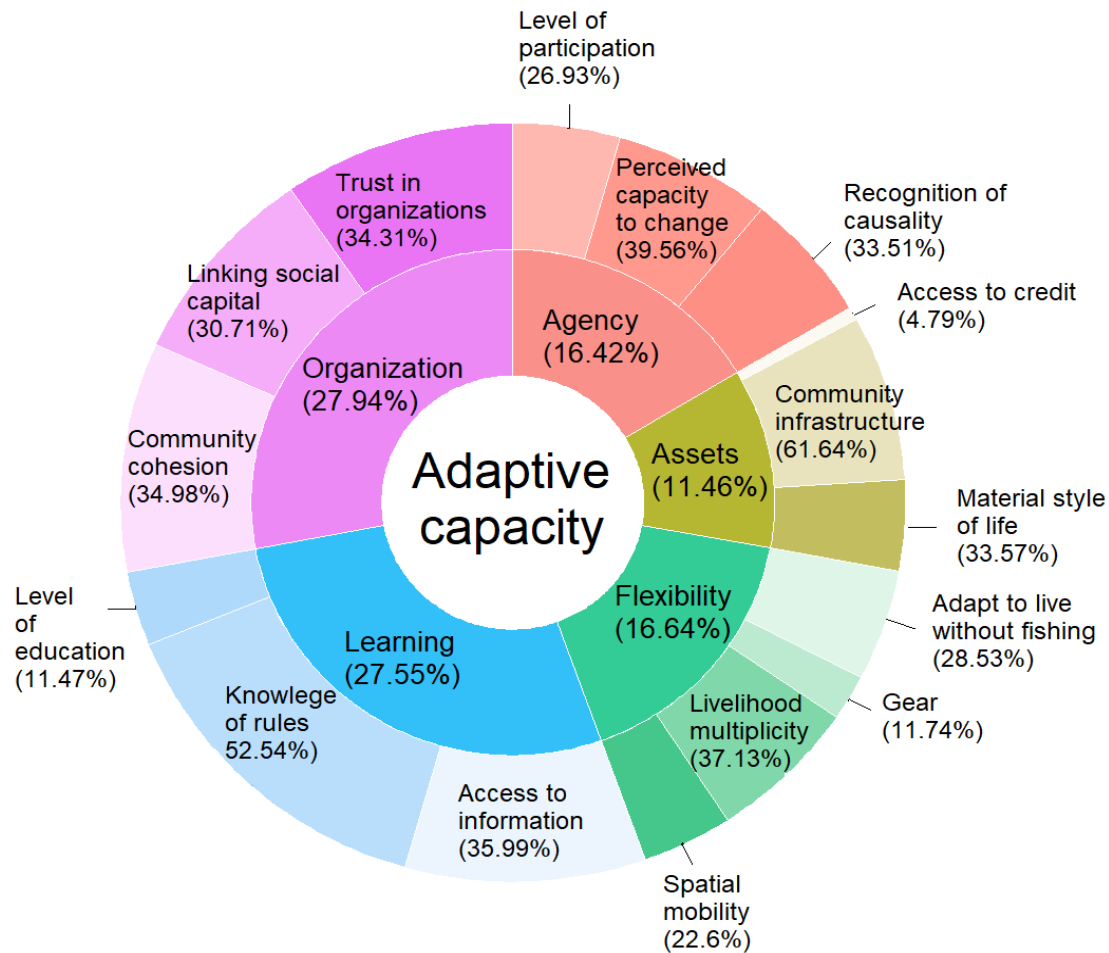 Level of
participation
(26.93%)
Perceived
capacity
to change
(39.56%)
Recognition of
causality
(33.51%)
Access to credit
(4.79%)
Community
infrastructure
(61.64%)
Material style
of life
(33.57%)
Adapt to live
without fishing
(28.53%)
Gear
(11.74%)
Livelihood
multiplicity
(37.13%)
Spatial
mobility
(22.6%)
Access to
information
(35.99%)
Knowlege
of rules
52.54%)
Level
of
education
(11.47%)
Community
cohesion
(34.98%)
Linking social
capital
(30.71%)
Trust in
organizations
(34.31%)
Agency
(16.42%)
Assets
(11.46%)
Flexibility
(16.64%)
Learning
(27.55%)
Organization
(27.94%)
Adaptive
capacity